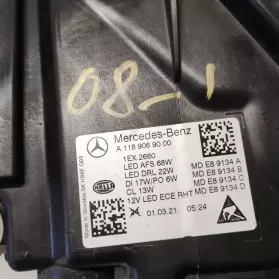 08-1
Mercedes-Benz
A 118 906 90 00
1EX.2660
LED AFS 68W MD E8 9134 A
LED DRL 22W MD E8 9134 B
DI 17W/PO 6W MD E8 9134 C
CL 13W MD E8 9134 D
12V LED ECE RHT
HELLA
01.03.21 05:24